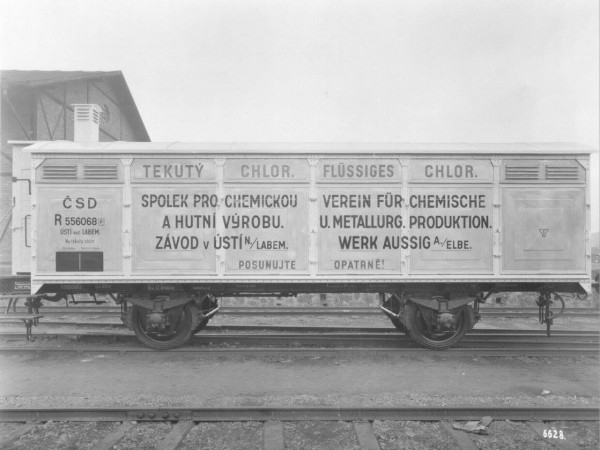 TEKUTÝ CHLOR. FLÜSSIGES CHLOR.
ČSD
R 556068
ÚSTÍ nad LABEM.
SPOLEK PRO CHEMICKOU
A HUTNÍ VÝROBU.
ZÁVOD V ÚSTÍ N/LABEM.
VEREIN FÜR CHEMISCHE
U. METALLURG. PRODUKTION.
WERK AUSSIG A./ELBE.
POSUNUJTE OPATRNĚ!
6628.